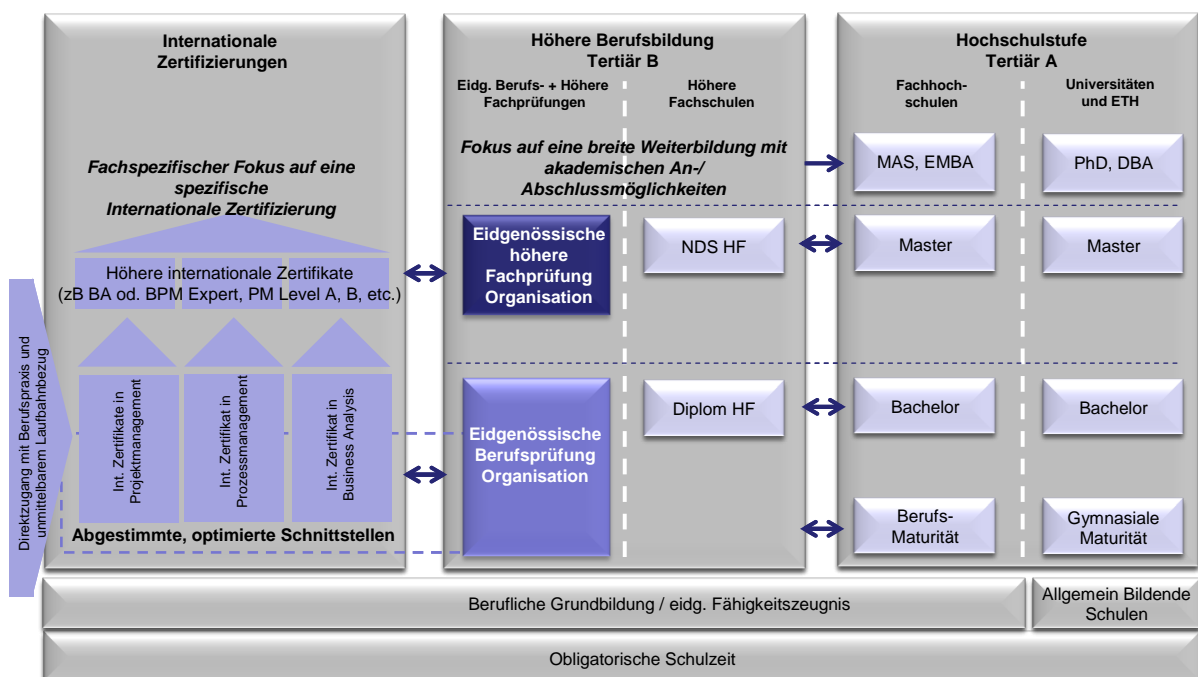 Internationale
Zertifizierungen
Fachspezifischer Fokus auf eine
spezifische
Internationale Zertifizierung
Höhere internationale Zertifikate
(zB BA od. BPM Expert, PM Level A, B, etc.)
Direktzugang mit Berufspraxis und
unmittelbarem Laufbahnbezug
Int. Zertifikate in
Projektmanagement
Int. Zertifikat in
Prozessmanagement
Int. Zertifikat in
Business Analysis
Abgestimmte, optimierte Schnittstellen
Höhere Berufsbildung
Tertiär B
Eidg. Berufs- + Höhere
Fachprüfungen
Höhere
Fachschulen
Fokus auf eine breite Weiterbildung mit
akademischen An-/
Abschlussmöglichkeiten
Eidgenössische
höhere
Fachprüfung
Organisation
NDS HF
Eidgenössische
Berufsprüfung
Organisation
Diplom HF
Hochschulstufe
Tertiär A
Fachhoch-
schulen
Universitäten
und ETH
MAS, EMBA
PhD, DBA
Master
Master
Bachelor
Bachelor
Berufs-
Maturität
Gymnasiale
Maturität
Berufliche Grundbildung / eidg. Fähigkeitszeugnis
Allgemein Bildende
Schulen
Obligatorische Schulzeit